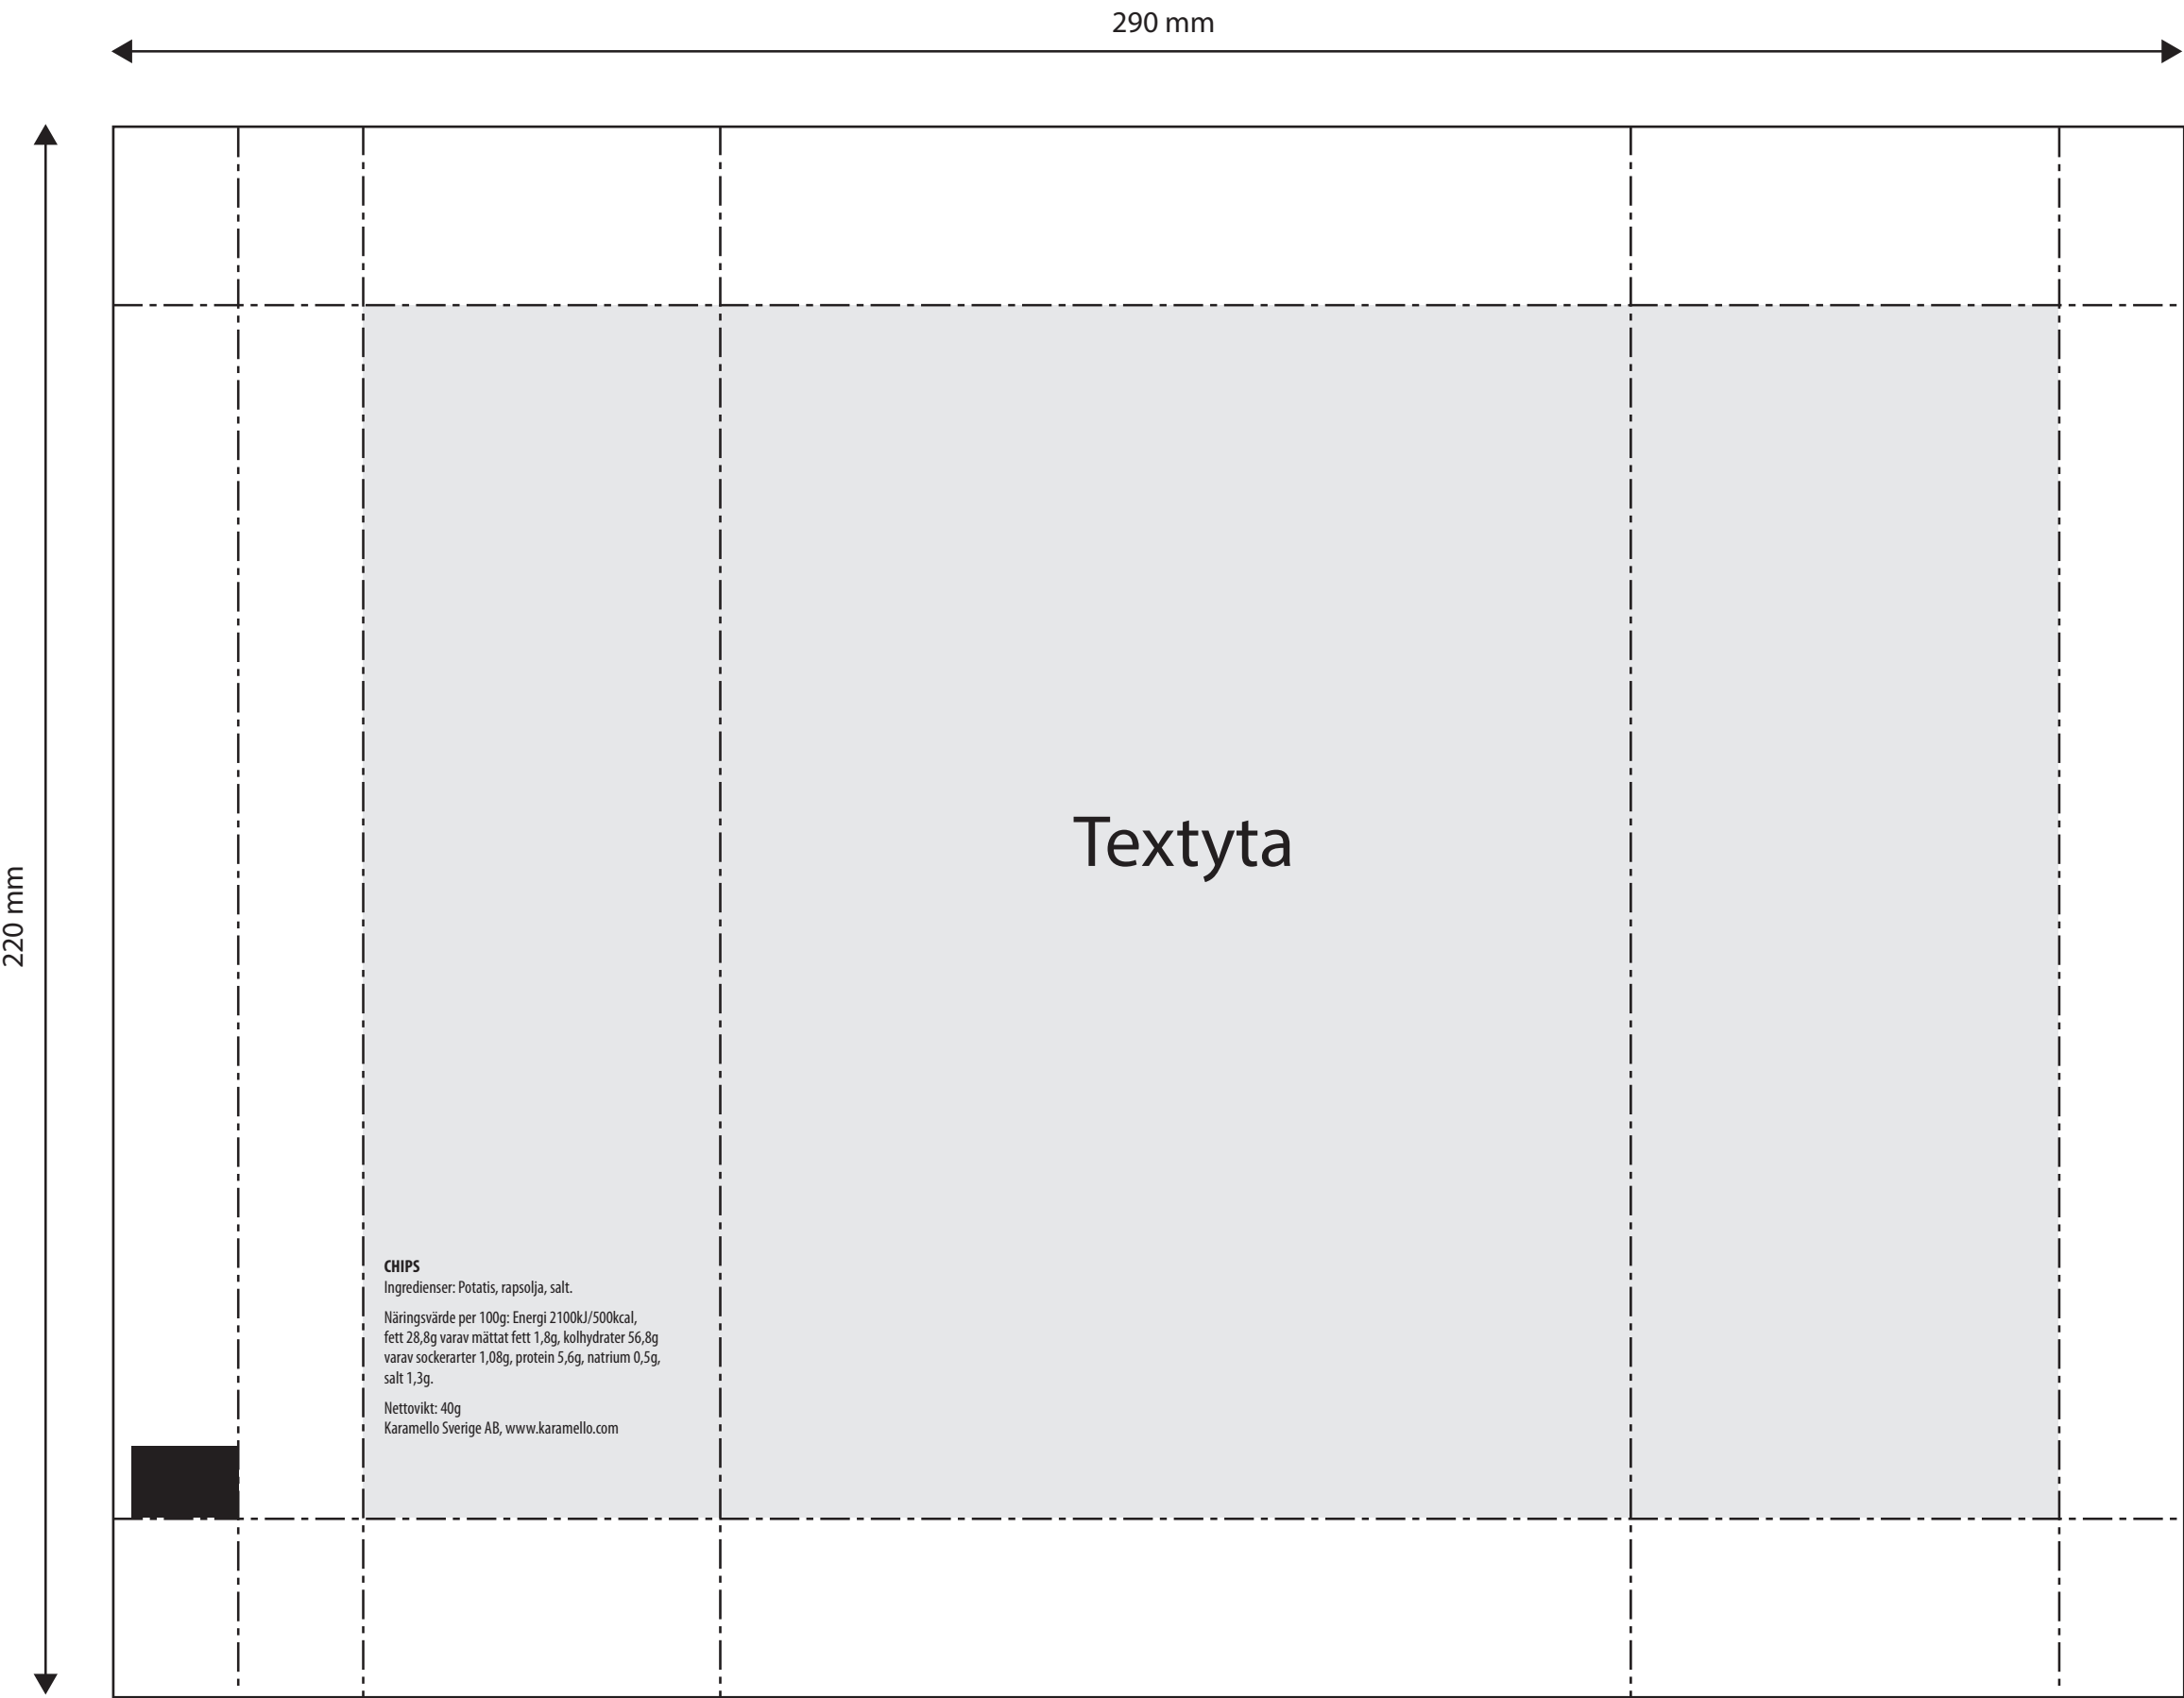 290 mm
220 mm
Textyta
CHIPS
Ingredienser: Potatis, rapsolja, salt.
Näringsvärde per 100g: Energi 2100kJ/500kcal,
fett 28,8g varav mättat fett 1,8g, kolhydrater 56,8g
varav sockerarter 1,08g, protein 5,6g, natrium 0,5g,
salt 1,3g.
Nettovikt: 40g
Karamello Sverige AB, www.karamello.com